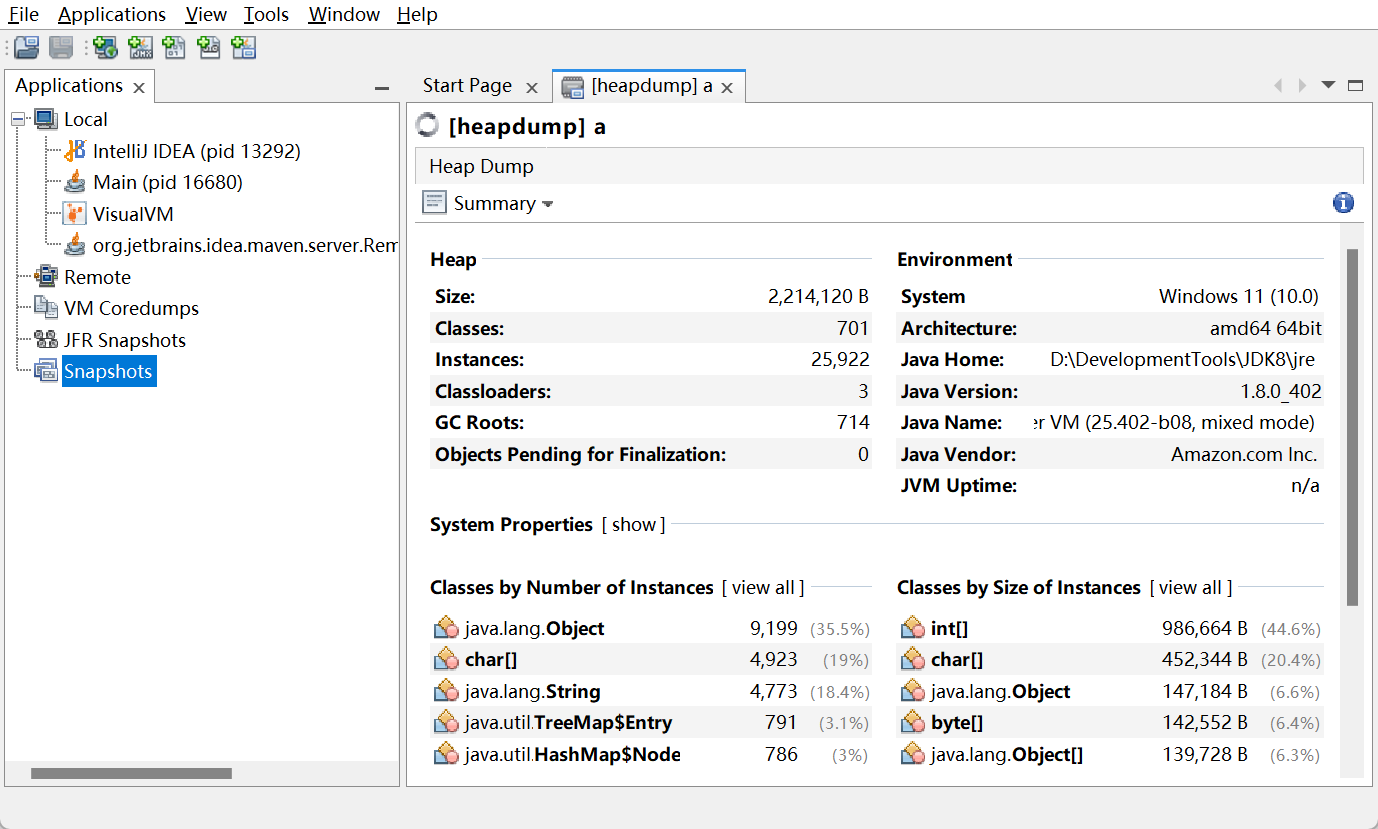 File Applications View Tools Window Help
Applications
Local
IntelliJ IDEA (pid 13292)
Main (pid 16680)
VisualVM
org.jetbrains.idea.maven.server.Rem
Remote
VM Coredumps
JFR Snapshots
Snapshots
Start Page [heapdump] a
[heapdump] a
Heap Dump
Summary
Heap
Size: 2,214,120 B
Classes: 701
Instances: 25,922
Classloaders: 3
GC Roots: 714
Objects Pending for Finalization: 0
Environment
System Windows 11 (10.0)
Architecture: amd64 64bit
Java Home: D:\DevelopmentTools\JDK8\jre
Java Version: 1.8.0_402
Java Name: er VM (25.402-b08, mixed mode)
Java Vendor: Amazon.com Inc.
JVM Uptime: n/a
System Properties [ show ]
Classes by Number of Instances [ view all ]
java.lang.Object 9,199 (35.5%)
char[] 4,923 (19%)
java.lang.String 4,773 (18.4%)
java.util.TreeMap$Entry 791 (3.1%)
java.util.HashMap$Node 786 (3%)
Classes by Size of Instances [ view all ]
int[] 986,664 B (44.6%)
char[] 452,344 B (20.4%)
java.lang.Object 147,184 B (6.6%)
byte[] 142,552 B (6.4%)
java.lang.Object[] 139,728 B (6.3%)